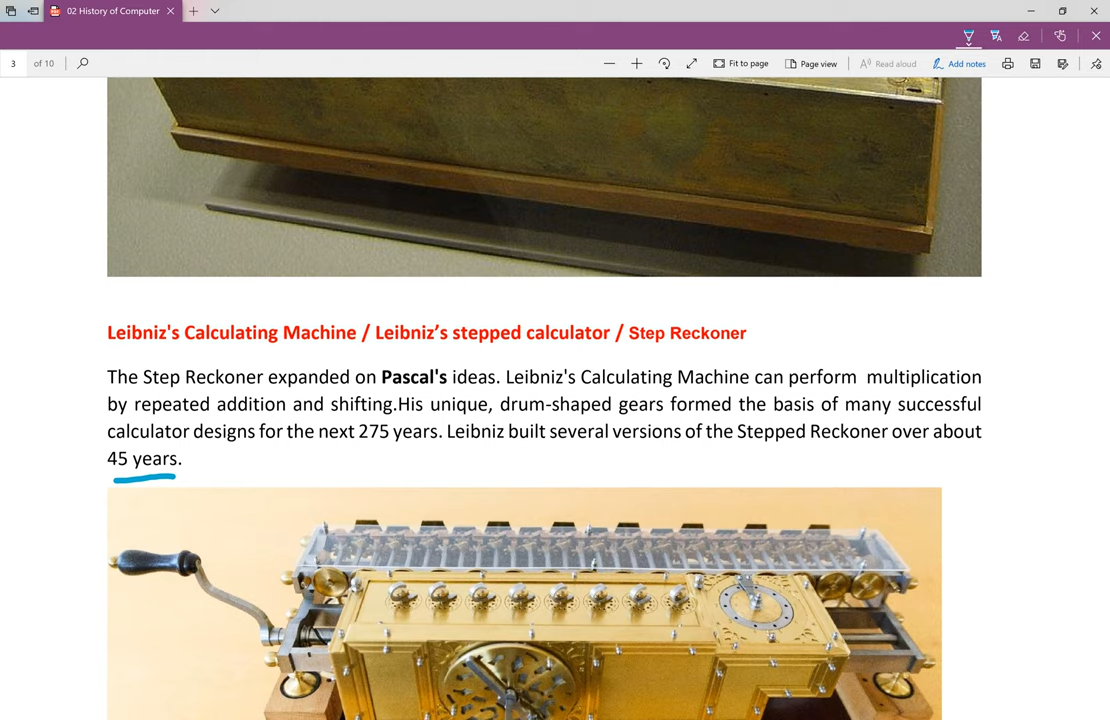 02 History of Computer
3 of 10
Fit to page
Page view
Read aloud
Add notes
Leibniz's Calculating Machine / Leibniz’s stepped calculator / Step Reckoner
The Step Reckoner expanded on Pascal's ideas. Leibniz's Calculating Machine can perform multiplication
by repeated addition and shifting.His unique, drum-shaped gears formed the basis of many successful
calculator designs for the next 275 years. Leibniz built several versions of the Stepped Reckoner over about
45 years.